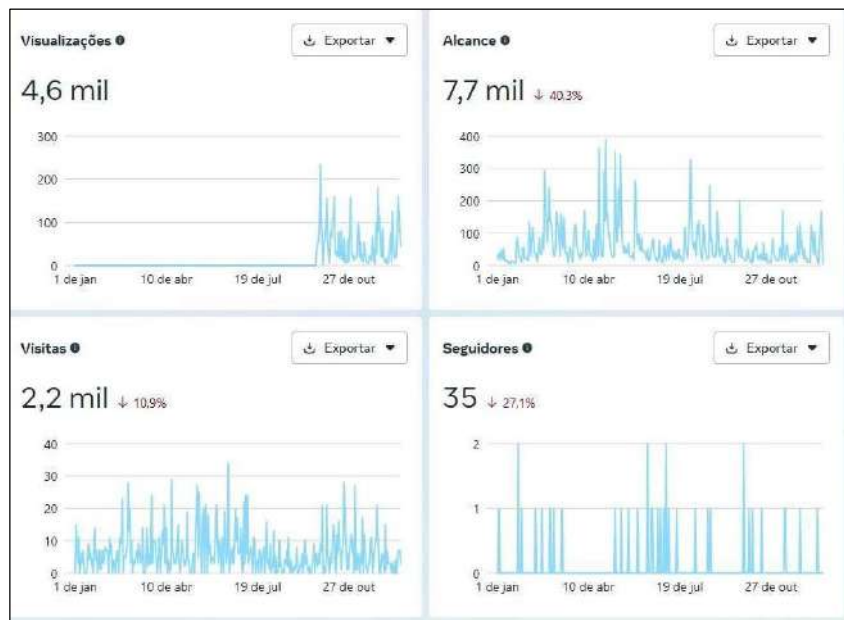 Visualizações
Exportar
4,6 mil
300
200
100
0
1 de jan
10 de abr
19 de jul
27 de out
Alcance
Exportar
7,7 mil ↓ 40,3%
400
300
200
100
0
1 de jan
10 de abr
19 de jul
27 de out
Visitas
Exportar
2,2 mil ↓ 10,9%
40
30
20
10
0
1 de jan
10 de abr
19 de jul
27 de out
Seguidores
Exportar
35 ↓ 27,1%
2
1
0
1 de jan
10 de abr
19 de jul
27 de out